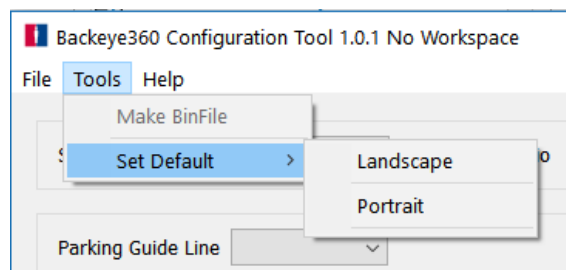 Backeye360 Configuration Tool 1.0.1 No Workspace
File Tools Help
Make BinFile
Set Default
Landscape
Portrait
Parking Guide Line